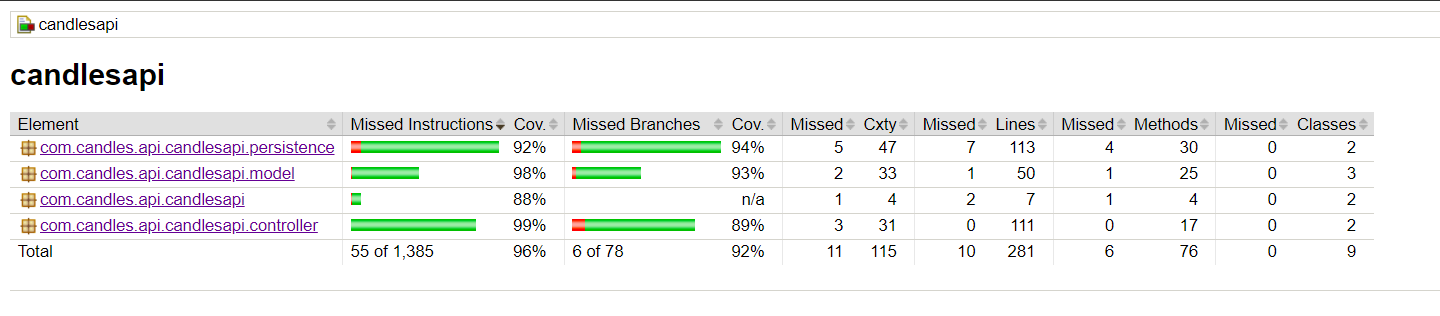 candlesapi
candlesapi
Element Missed Instructions Cov. Missed Branches Cov. Missed Cxty Missed Lines Missed Methods Missed Classes
com.candles.api.candlesapi.persistence 92% 94% 5 47 7 113 4 30 0 2
com.candles.api.candlesapi.model 98% 93% 2 33 1 50 1 25 0 3
com.candles.api.candlesapi 88% n/a 1 4 2 7 1 4 0 2
com.candles.api.candlesapi.controller 99% 89% 3 31 0 111 0 17 0 2
Total 55 of 1,385 96% 6 of 78 92% 11 115 10 281 6 76 0 9